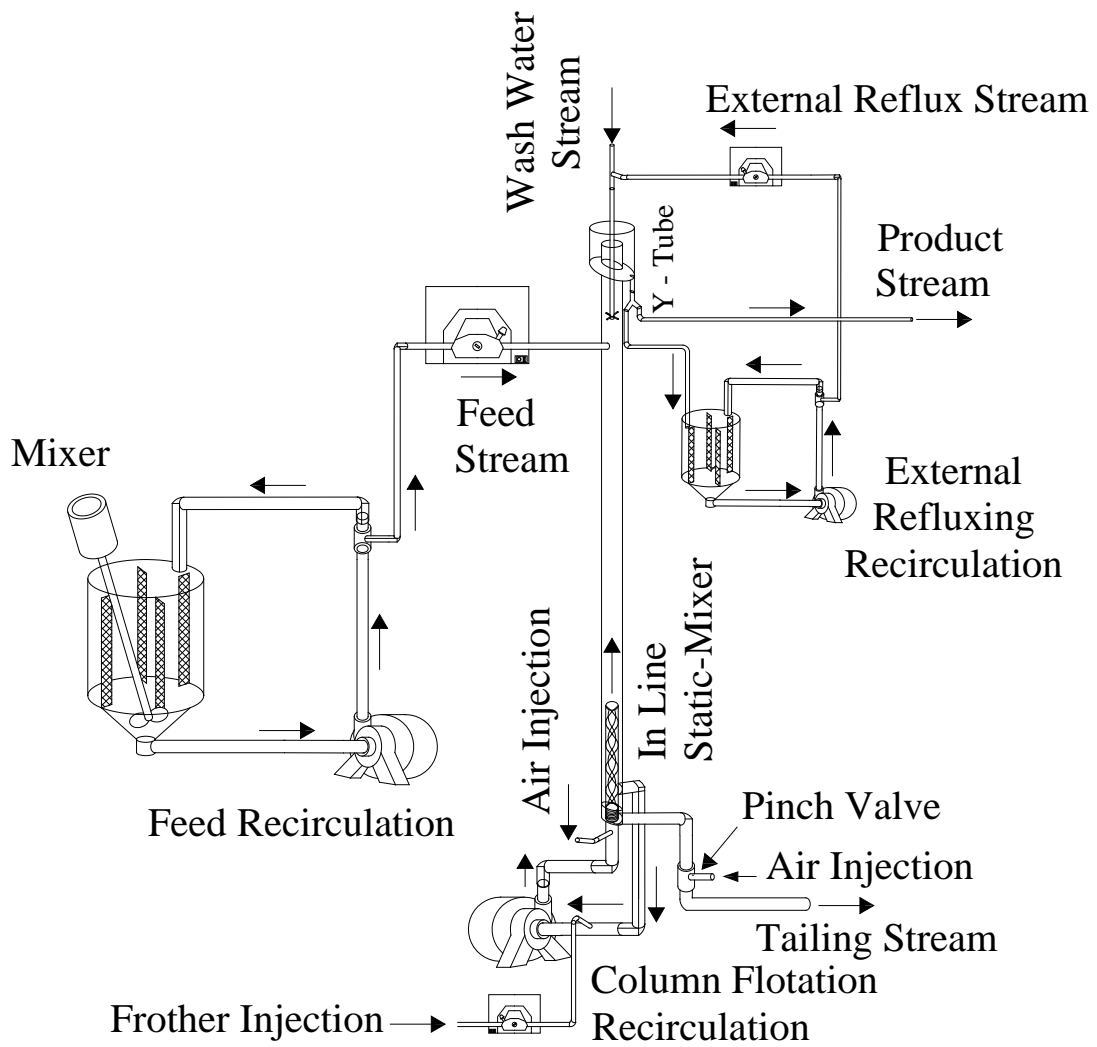 Wash Water
Stream
External Reflux Stream
Y - Tube
Product
Stream
Feed
Stream
Mixer
External
Refluxing
Recirculation
Air Injection
In Line
Static-Mixer
Feed Recirculation
Pinch Valve
Air Injection
Tailing Stream
Column Flotation
Recirculation
Frother Injection